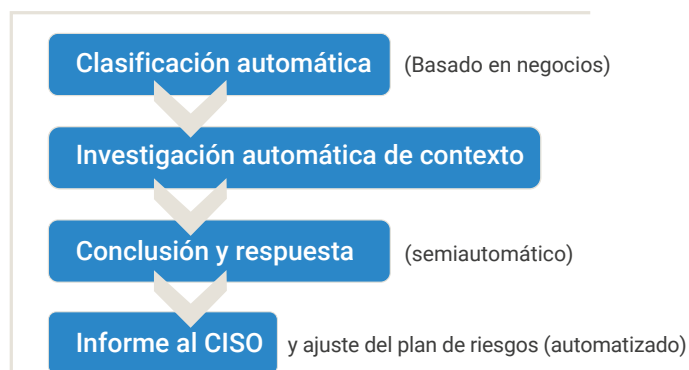 Clasificación automática (Basado en negocios)
Investigación automática de contexto
Conclusión y respuesta (semiautomático)
Informe al CISO y ajuste del plan de riesgos (automatizado)